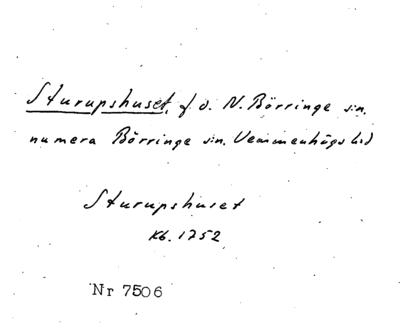 Sturupshuset, f.d. N. Börringe sn.
numera Börringe sn. Vemmenhögs hd
Sturupshuset
Kb. 1752
Nr 7506